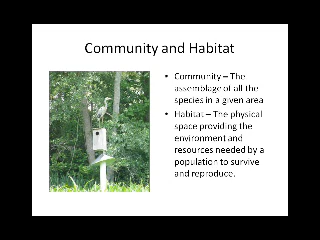 Community and Habitat
• Community – The
assemblage of all the
species in a given area
• Habitat – The physical
space providing the
environment and
resources needed by a
population to survive
and reproduce.